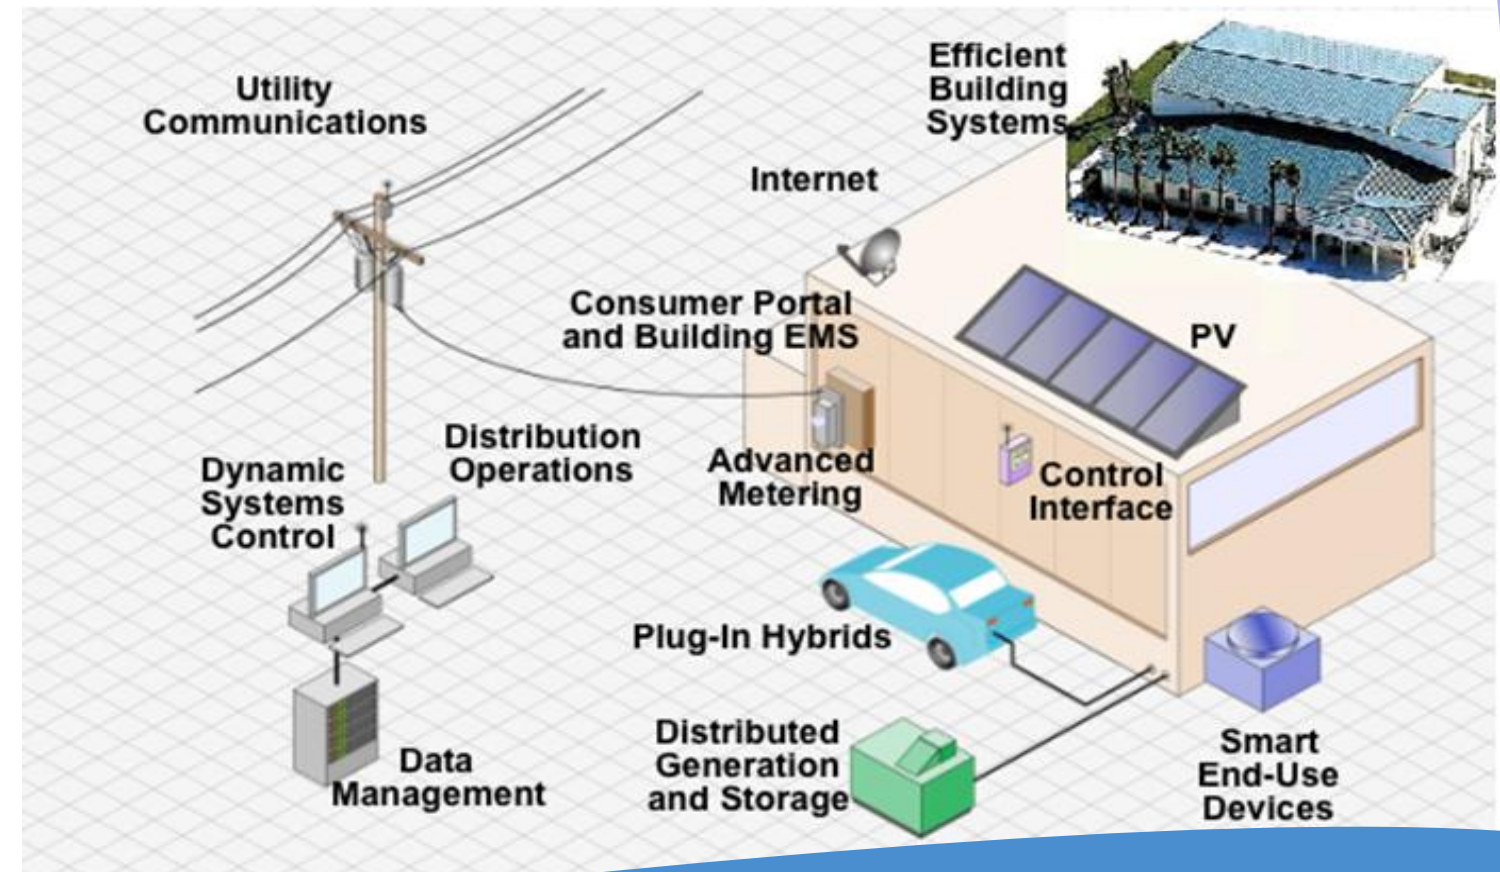 Efficient
Building
Systems
Utility
Communications
Internet
Consumer Portal
and Building EMS
PV
Distribution
Operations
Dynamic
Systems
Control
Advanced
Metering
Control
Interface
Plug-In Hybrids
Distributed
Generation
and Storage
Smart
End-Use
Devices
Data
Management